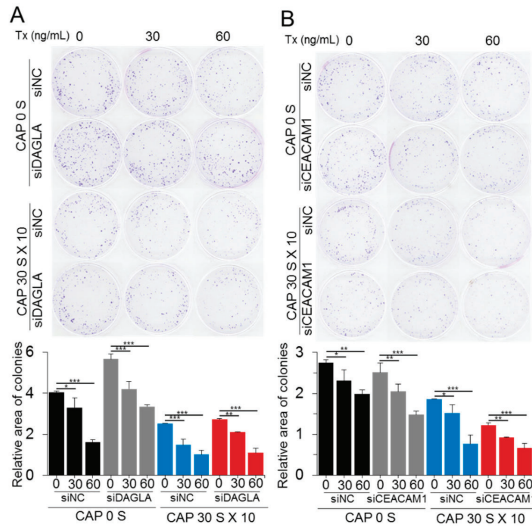 A
Tx (ng/mL) 0 30 60
CAP 0 S
siNC
siDAGLA
CAP 30 S X 10
siNC
siDAGLA
Relative area of colonies
6
4
2
0
* *** *** *** *** *** ** ***
0 30 60 0 30 60 0 30 60 0 30 60
siNC siDAGLA siNC siDAGLA
CAP 0 S CAP 30 S X 10
B
Tx (ng/mL) 0 30 60
CAP 0 S
siNC
siCEACAM1
CAP 30 S X 10
siNC
siCEACAM1
Relative area of colonies
3
2
1
0
* ** ** *** * *** ** ***
0 30 60 0 30 60 0 30 60 0 30 60
siNC siCEACAM1 siNC siCEACAM1
CAP 0 S CAP 30 S X 10